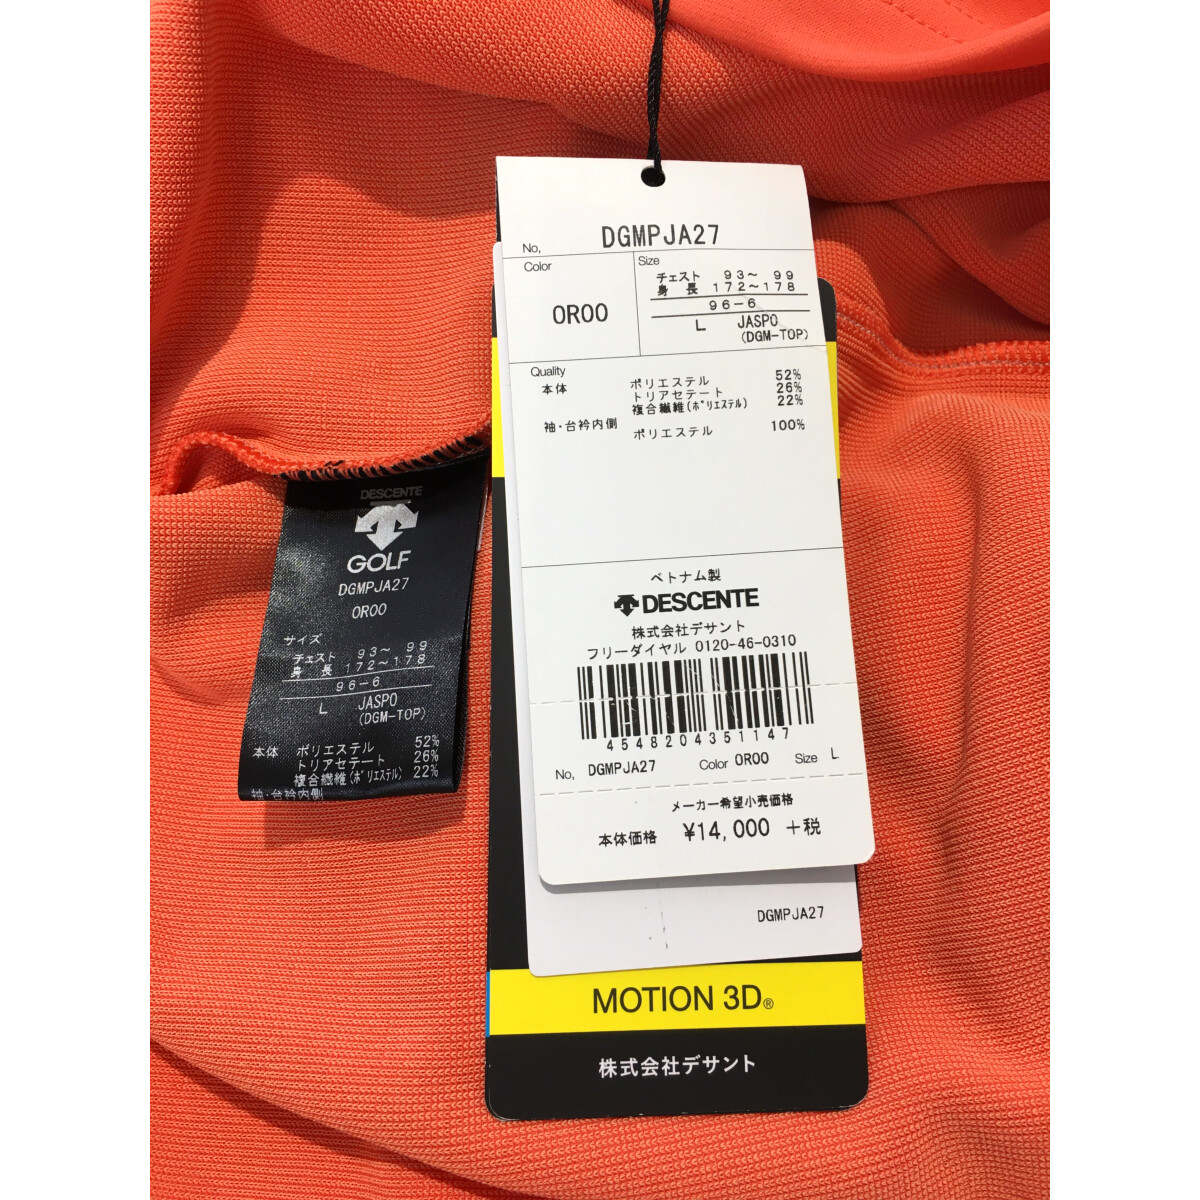 No, DGMPJA27
Color
Size
0R00
チェスト 93～ 99
身長 172～178
96-6
L JASPO
(DGM-TOP)
Quality
本体 ポリエステル 52%
トリアセテート 26%
複合繊維(ﾎﾟﾘｴｽﾃﾙ) 22%
袖・台衿内側 ポリエステル 100%
ベトナム製
DESCENTE
株式会社デサント
フリーダイヤル 0120-46-0310
4548204351147
No, DGMPJA27 Color 0R00 Size L
メーカー希望小売価格
本体価格 ¥14,000 +税
DGMPJA27
MOTION 3D®
株式会社デサント
DESCENTE
GOLF
DGMPJA27
0R00
サイズ
チェスト 93～ 99
身長 172～178
96-6
L JASPO
(DGM-TOP)
本体 ポリエステル 52%
トリアセテート 26%
複合繊維(ﾎﾟﾘｴｽﾃﾙ) 22%
袖・台衿内側